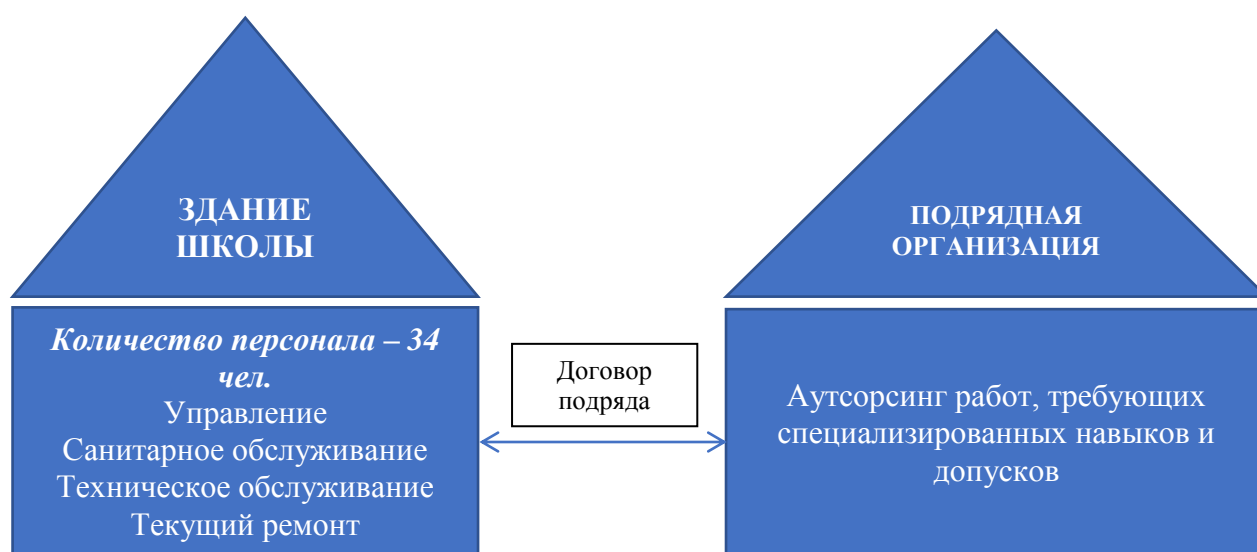 ЗДАНИЕ
ШКОЛЫ
Количество персонала – 34
чел.
Управление
Санитарное обслуживание
Техническое обслуживание
Текущий ремонт
Договор
подряда
ПОДРЯДНАЯ
ОРГАНИЗАЦИЯ
Аутсорсинг работ, требующих
специализированных навыков и
допусков